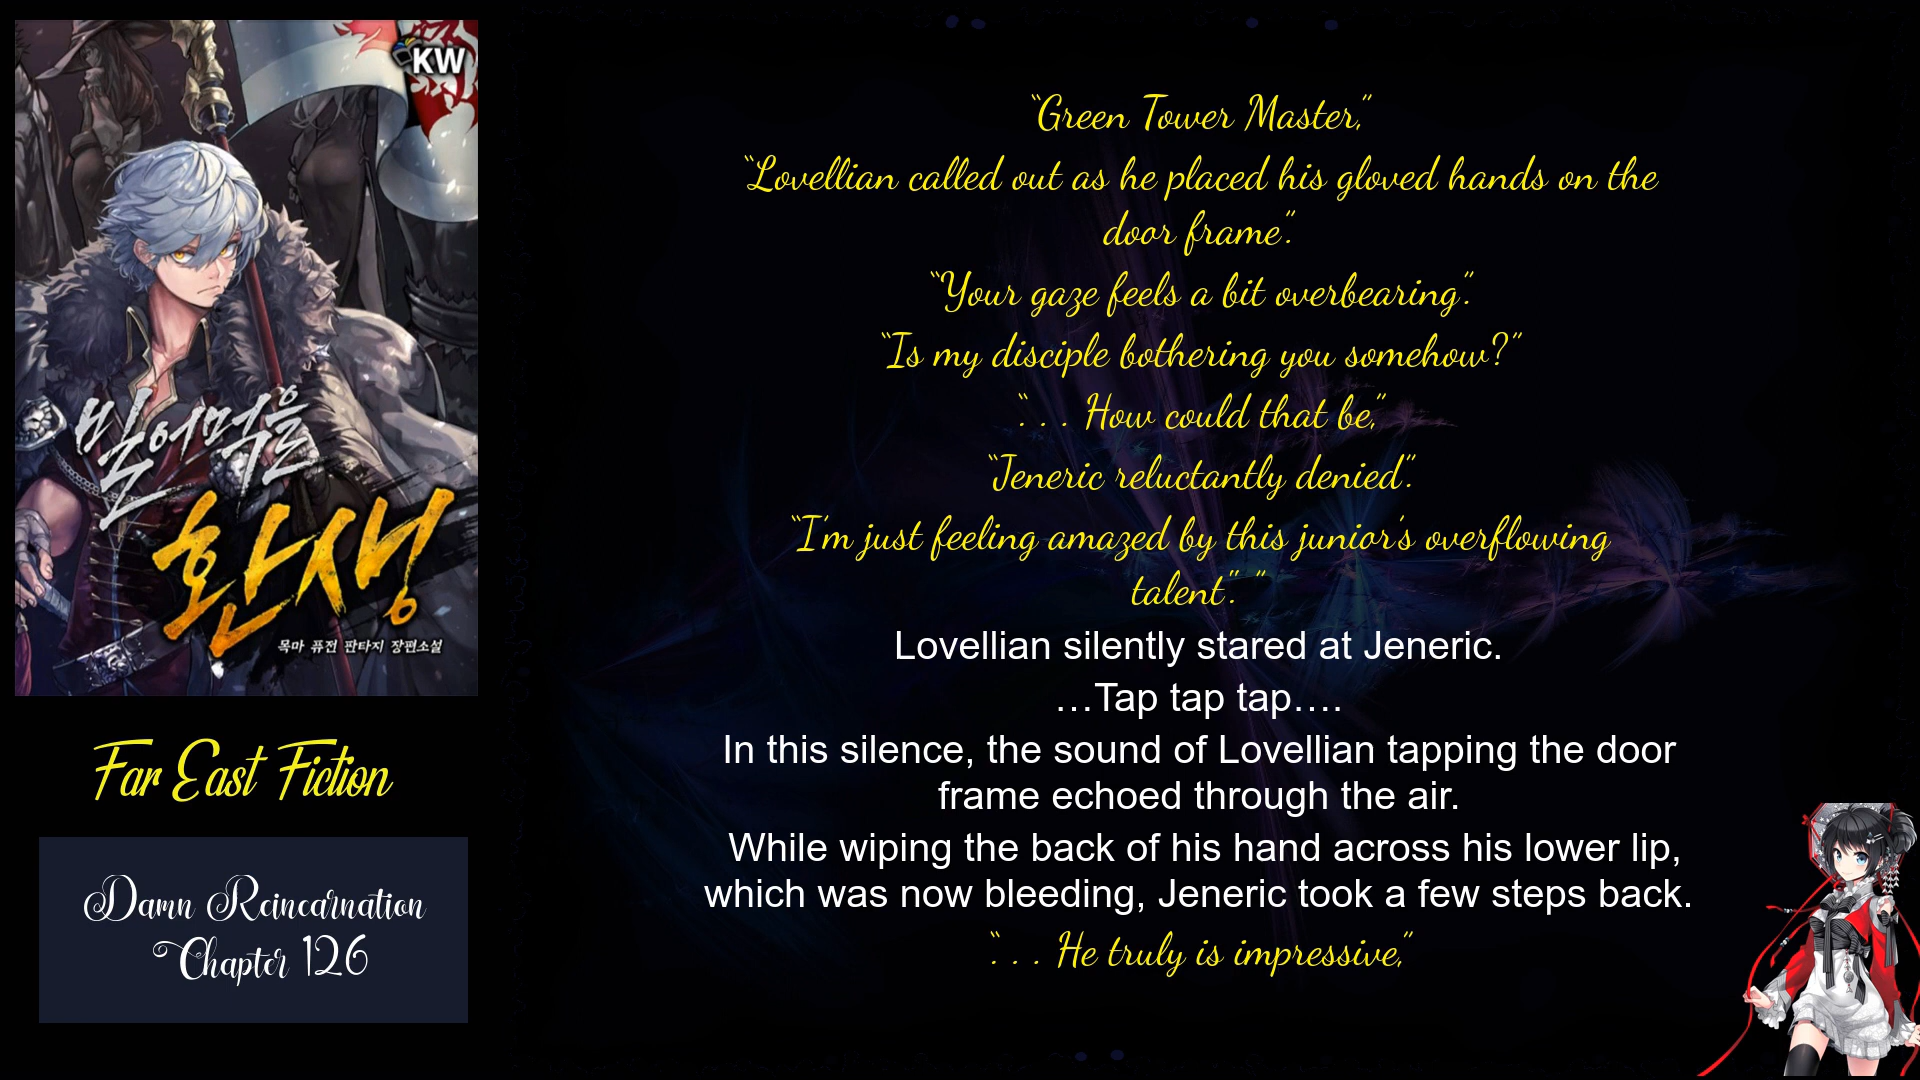 KW
빌어먹을
환생
목마 퓨전 판타지 장편소설
Far East Fiction
Damn Reincarnation
Chapter 126
“Green Tower Master,”
“Lovellian called out as he placed his gloved hands on the
door frame”.
“Your gaze feels a bit overbearing”.
“Is my disciple bothering you somehow?”
“. . . How could that be,”
“Jeneric reluctantly denied”.
“I’m just feeling amazed by this junior’s overflowing
talent”. ”
Lovellian silently stared at Jeneric.
…Tap tap tap….
In this silence, the sound of Lovellian tapping the door
frame echoed through the air.
While wiping the back of his hand across his lower lip,
which was now bleeding, Jeneric took a few steps back.
“. . . He truly is impressive,”